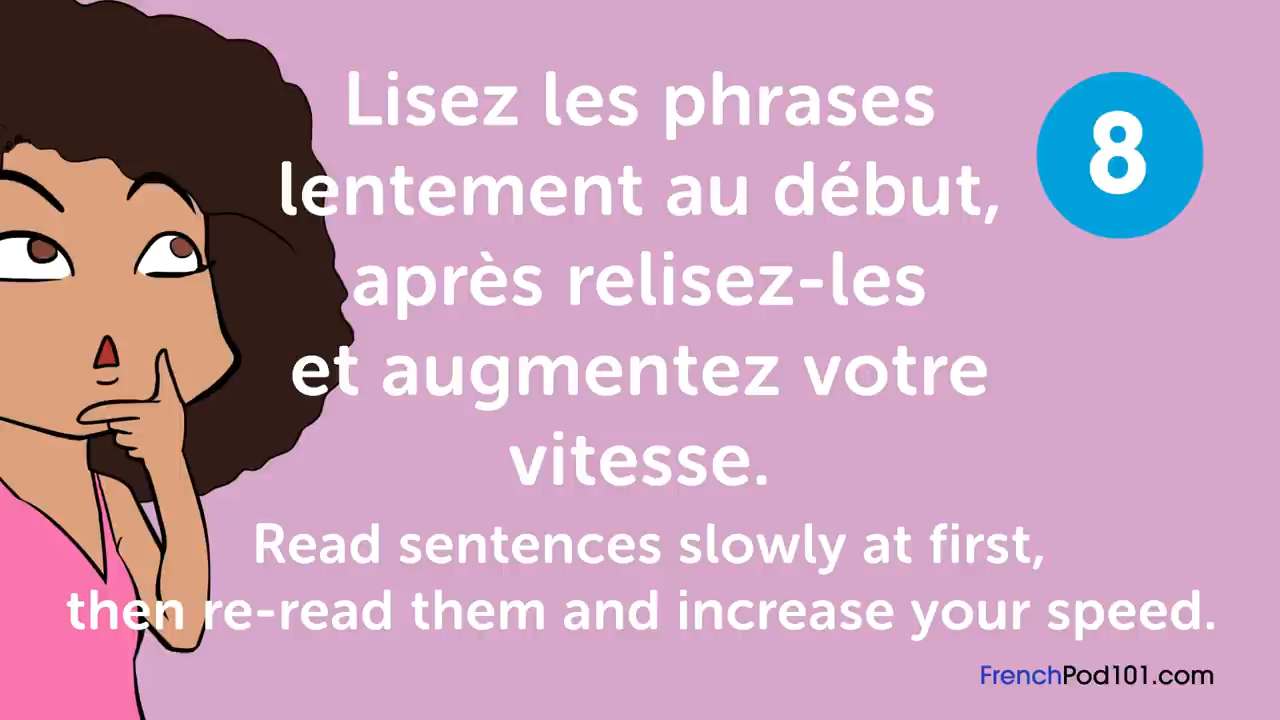 Lisez les phrases
lentement au début,
après relisez-les
et augmentez votre
vitesse.
8
Read sentences slowly at first,
then re-read them and increase your speed.
FrenchPod101.com